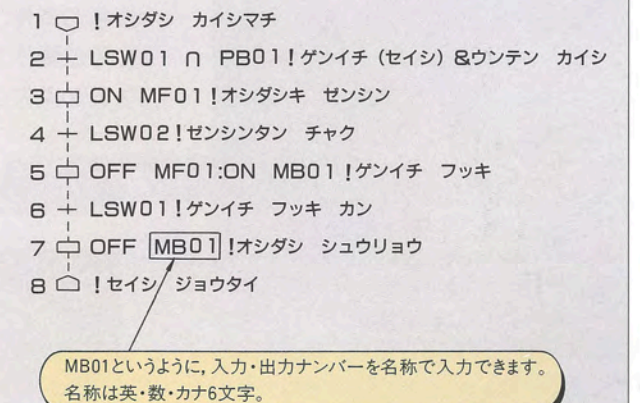 1 !オシダシ カイシマチ
2 LSW01 ∩ PB01!ゲンイチ (セイシ) &ウンテン カイシ
3 ON MF01!オシダシキ ゼンシン
4 LSW02!ゼンシンタン チャク
5 OFF MF01:ON MB01!ゲンイチ フッキ
6 LSW01!ゲンイチ フッキ カン
7 OFF MB01!オシダシ シュウリョウ
8 !セイシ ジョウタイ
MB01というように,入力・出力ナンバーを名称で入力できます。
名称は英・数・カナ6文字。